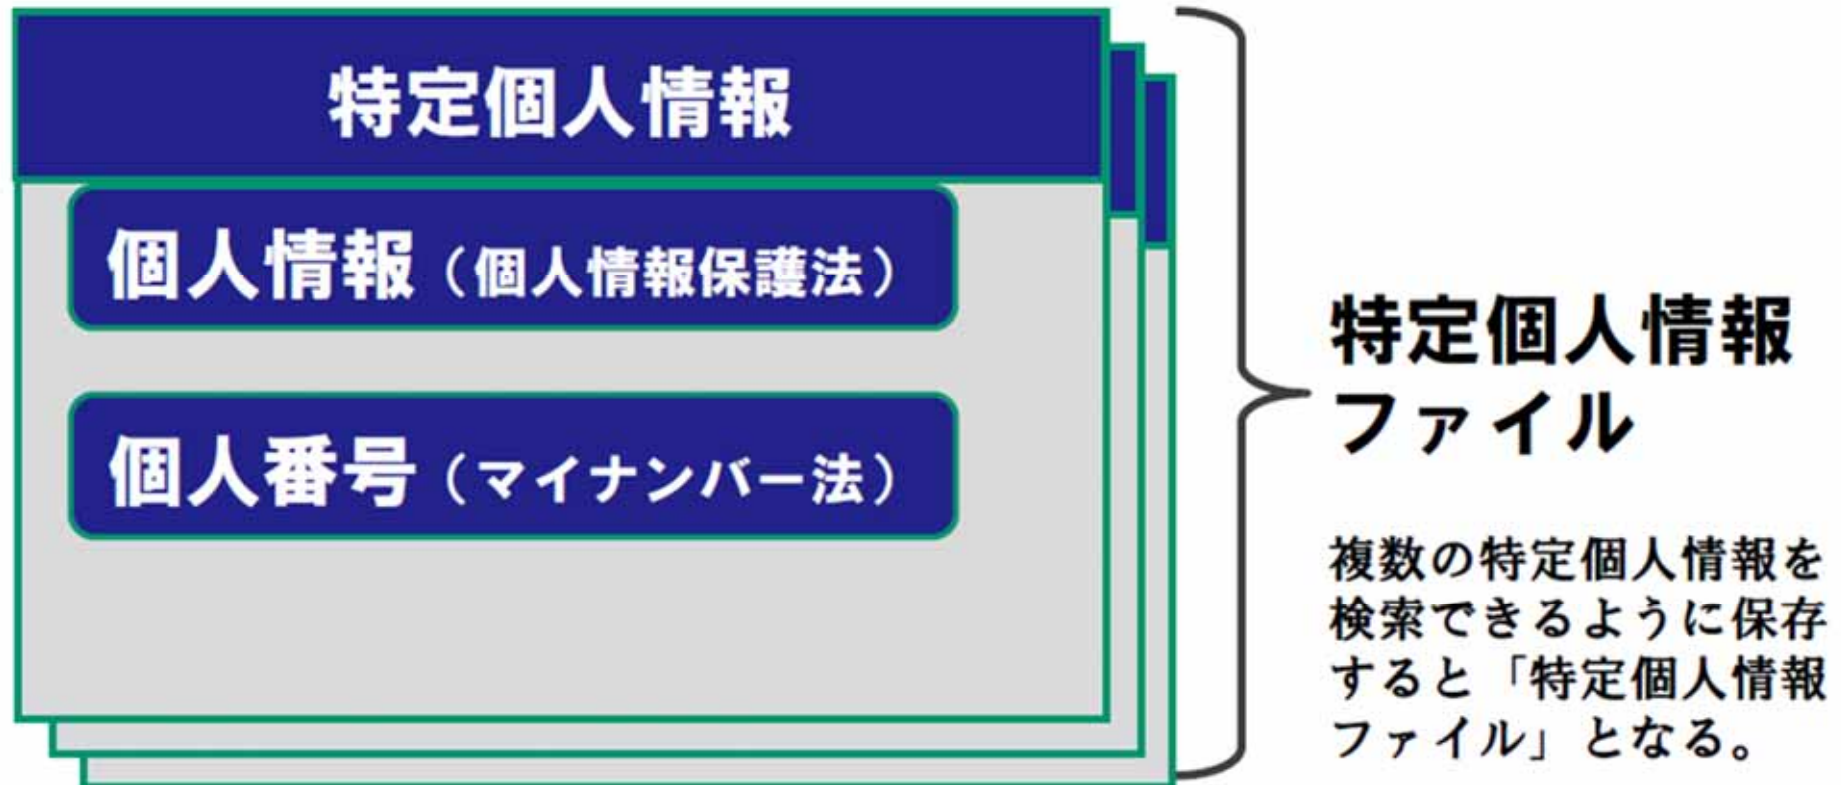 特定個人情報
個人情報（個人情報保護法）
個人番号（マイナンバー法）
特定個人情報
ファイル
複数の特定個人情報を
検索できるように保存
すると「特定個人情報
ファイル」となる。